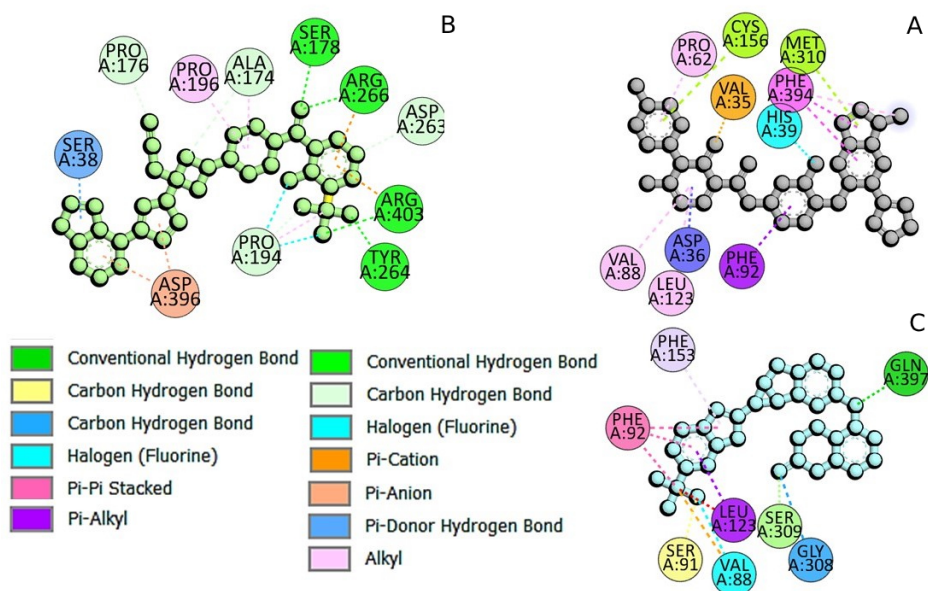 B
SER
A:178
PRO
A:176
PRO
A:196
ALA
A:174
ARG
A:266
ASP
A:263
SER
A:38
ARG
A:403
PRO
A:194
TYR
A:264
ASP
A:396
A
CYS
A:156
PRO
A:62
MET
A:310
VAL
A:35
PHE
A:394
HIS
A:39
ASP
A:36
PHE
A:92
VAL
A:88
LEU
A:123
C
PHE
A:153
GLN
A:397
PHE
A:92
LEU
A:123
SER
A:309
SER
A:91
VAL
A:88
GLY
A:308
Conventional Hydrogen Bond
Carbon Hydrogen Bond
Carbon Hydrogen Bond
Halogen (Fluorine)
Pi-Pi Stacked
Pi-Alkyl
Conventional Hydrogen Bond
Carbon Hydrogen Bond
Halogen (Fluorine)
Pi-Cation
Pi-Anion
Pi-Donor Hydrogen Bond
Alkyl